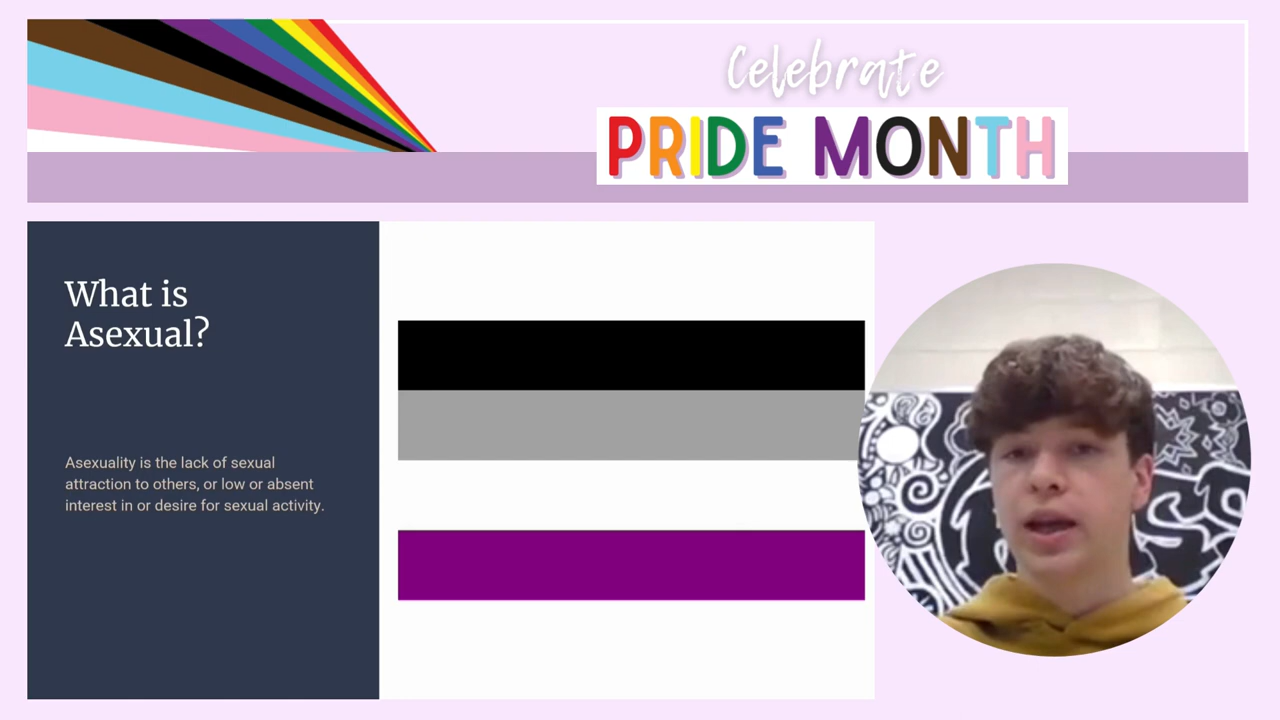 Celebrate
PRIDE MONTH
What is
Asexual?
Asexuality is the lack of sexual
attraction to others, or low or absent
interest in or desire for sexual activity.